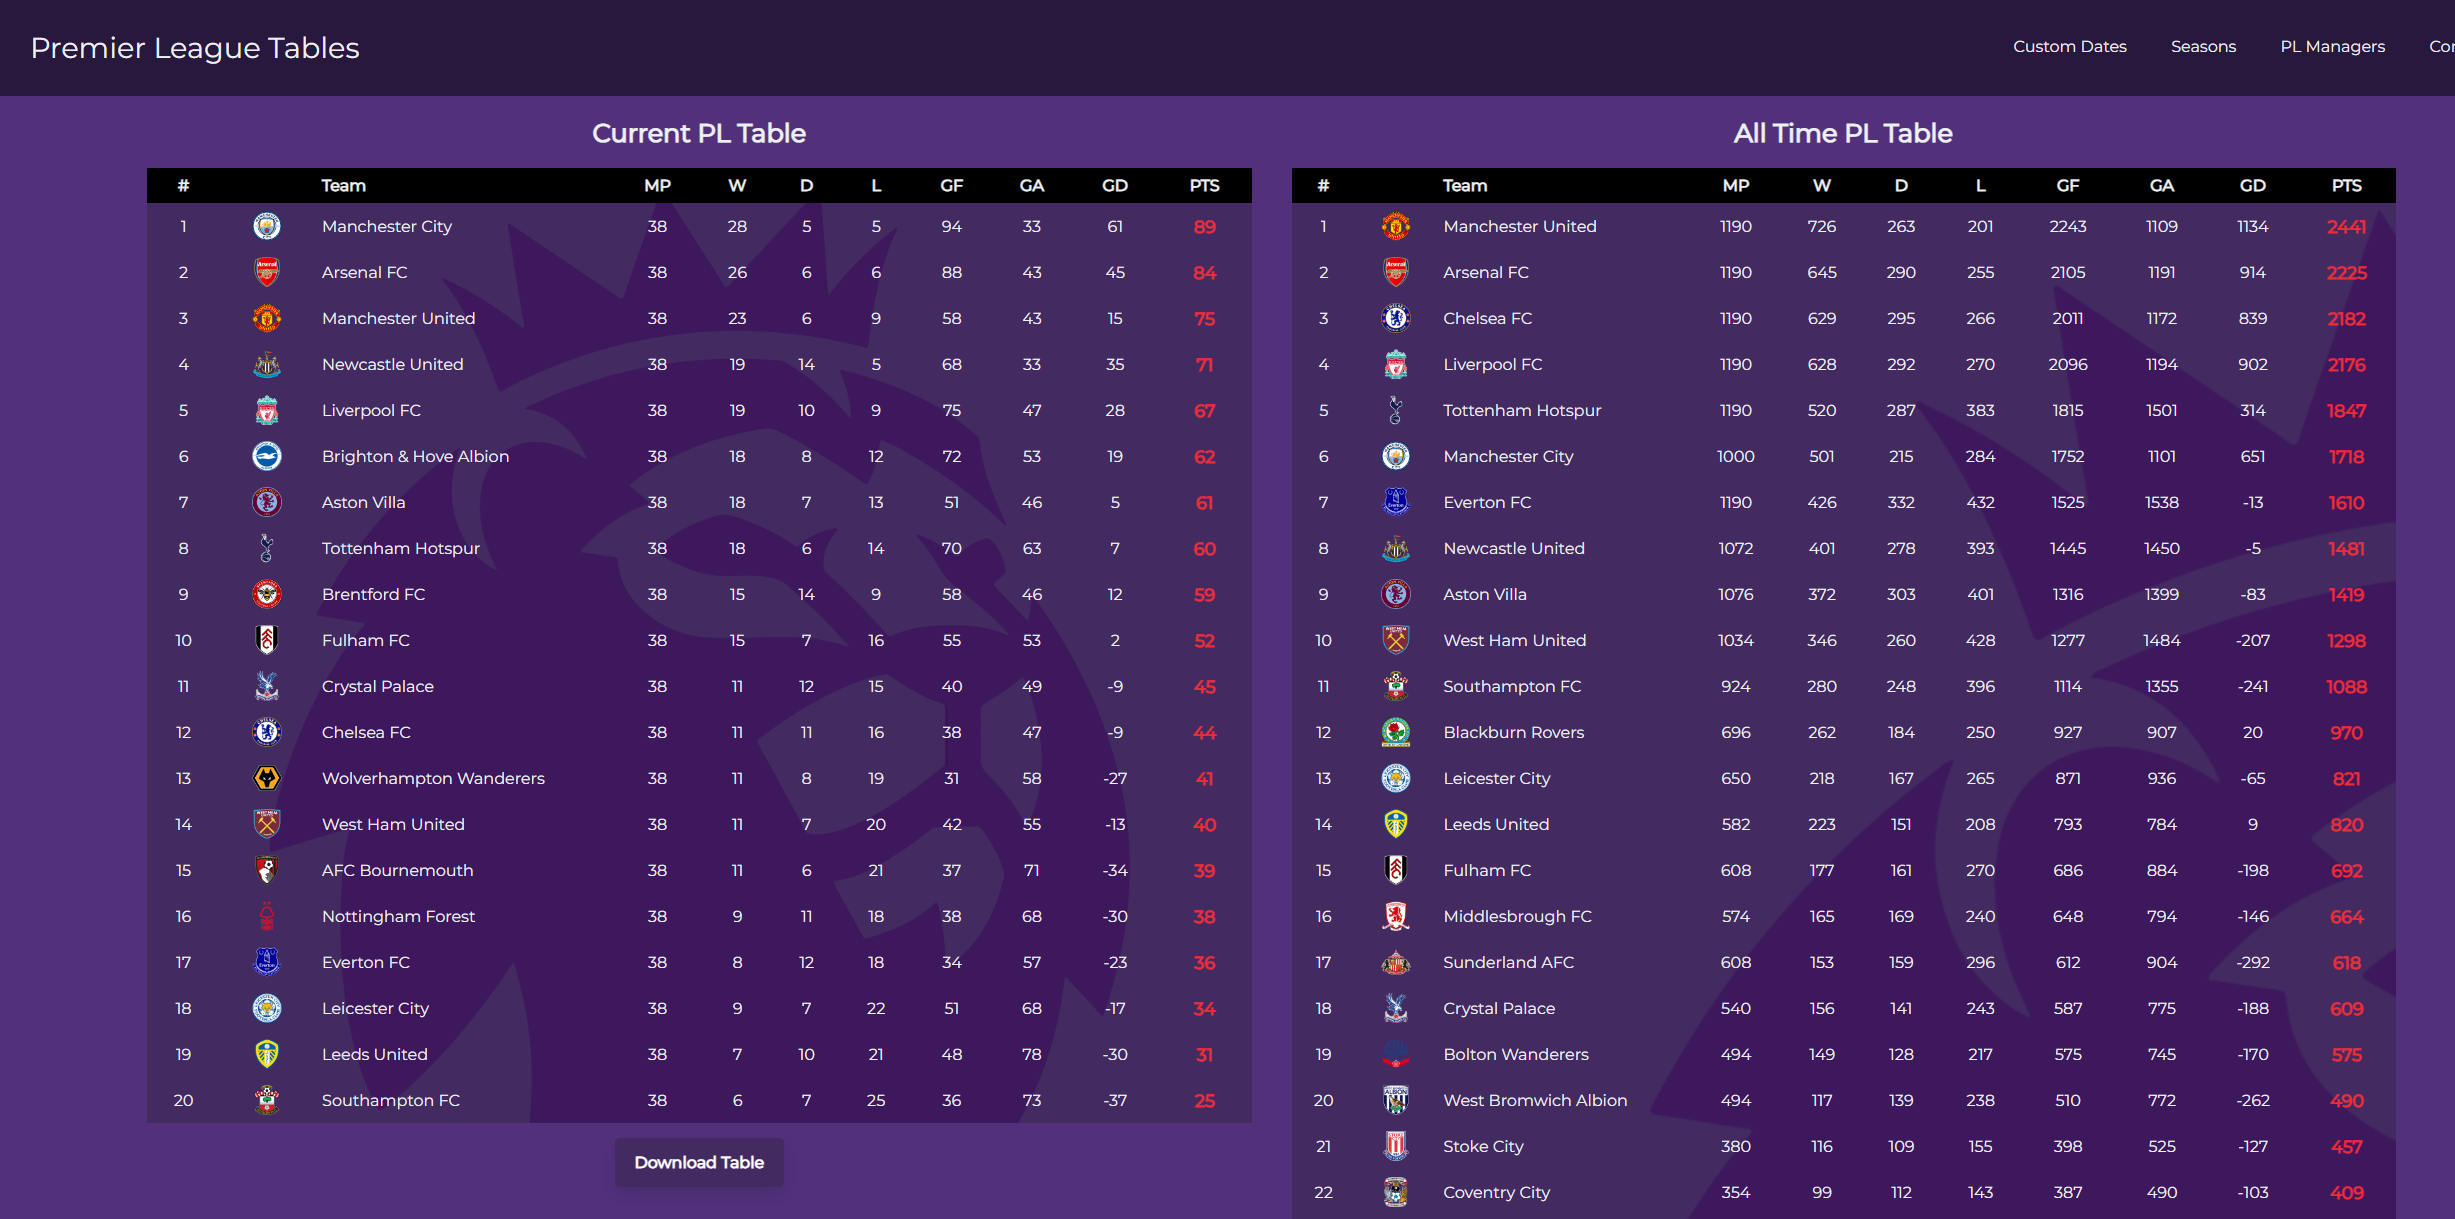 Premier League Tables
Custom Dates Seasons PL Managers Cor
Current PL Table
# Team MP W D L GF GA GD PTS
1 Manchester City 38 28 5 5 94 33 61 89
2 Arsenal FC 38 26 6 6 88 43 45 84
3 Manchester United 38 23 6 9 58 43 15 75
4 Newcastle United 38 19 14 5 68 33 35 71
5 Liverpool FC 38 19 10 9 75 47 28 67
6 Brighton & Hove Albion 38 18 8 12 72 53 19 62
7 Aston Villa 38 18 7 13 51 46 5 61
8 Tottenham Hotspur 38 18 6 14 70 63 7 60
9 Brentford FC 38 15 14 9 58 46 12 59
10 Fulham FC 38 15 7 16 55 53 2 52
11 Crystal Palace 38 11 12 15 40 49 -9 45
12 Chelsea FC 38 11 11 16 38 47 -9 44
13 Wolverhampton Wanderers 38 11 8 19 31 58 -27 41
14 West Ham United 38 11 7 20 42 55 -13 40
15 AFC Bournemouth 38 11 6 21 37 71 -34 39
16 Nottingham Forest 38 9 11 18 38 68 -30 38
17 Everton FC 38 8 12 18 34 57 -23 36
18 Leicester City 38 9 7 22 51 68 -17 34
19 Leeds United 38 7 10 21 48 78 -30 31
20 Southampton FC 38 6 7 25 36 73 -37 25
Download Table
All Time PL Table
# Team MP W D L GF GA GD PTS
1 Manchester United 1190 726 263 201 2243 1109 1134 2441
2 Arsenal FC 1190 645 290 255 2105 1191 914 2225
3 Chelsea FC 1190 629 295 266 2011 1172 839 2182
4 Liverpool FC 1190 628 292 270 2096 1194 902 2176
5 Tottenham Hotspur 1190 520 287 383 1815 1501 314 1847
6 Manchester City 1000 501 215 284 1752 1101 651 1718
7 Everton FC 1190 426 332 432 1525 1538 -13 1610
8 Newcastle United 1072 401 278 393 1445 1450 -5 1481
9 Aston Villa 1076 372 303 401 1316 1399 -83 1419
10 West Ham United 1034 346 260 428 1277 1484 -207 1298
11 Southampton FC 924 280 248 396 1114 1355 -241 1088
12 Blackburn Rovers 696 262 184 250 927 907 20 970
13 Leicester City 650 218 167 265 871 936 -65 821
14 Leeds United 582 223 151 208 793 784 9 820
15 Fulham FC 608 177 161 270 686 884 -198 692
16 Middlesbrough FC 574 165 169 240 648 794 -146 664
17 Sunderland AFC 608 153 159 296 612 904 -292 618
18 Crystal Palace 540 156 141 243 587 775 -188 609
19 Bolton Wanderers 494 149 128 217 575 745 -170 575
20 West Bromwich Albion 494 117 139 238 510 772 -262 490
21 Stoke City 380 116 109 155 398 525 -127 457
22 Coventry City 354 99 112 143 387 490 -103 409